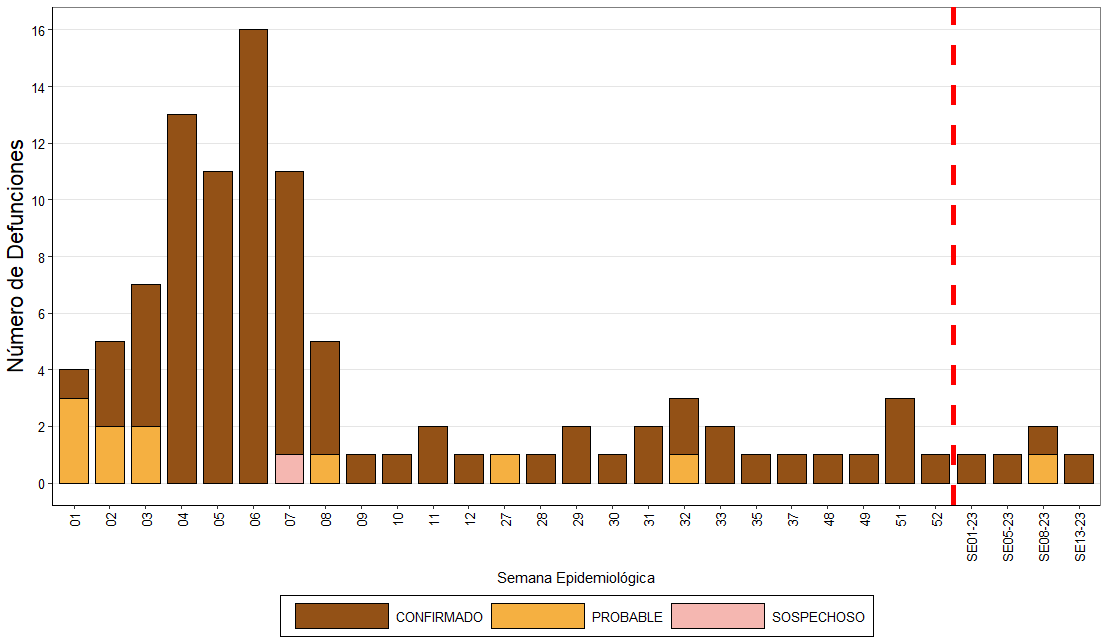 Número de Defunciones
16
14
12
10
8
6
4
2
0
01 02 03 04 05 06 07 08 09 10 11 12 27 28 29 30 31 32 33 35 37 48 49 51 52 SE01-23 SE05-23 SE08-23 SE13-23
Semana Epidemiológica
CONFIRMADO PROBABLE SOSPECHOSO